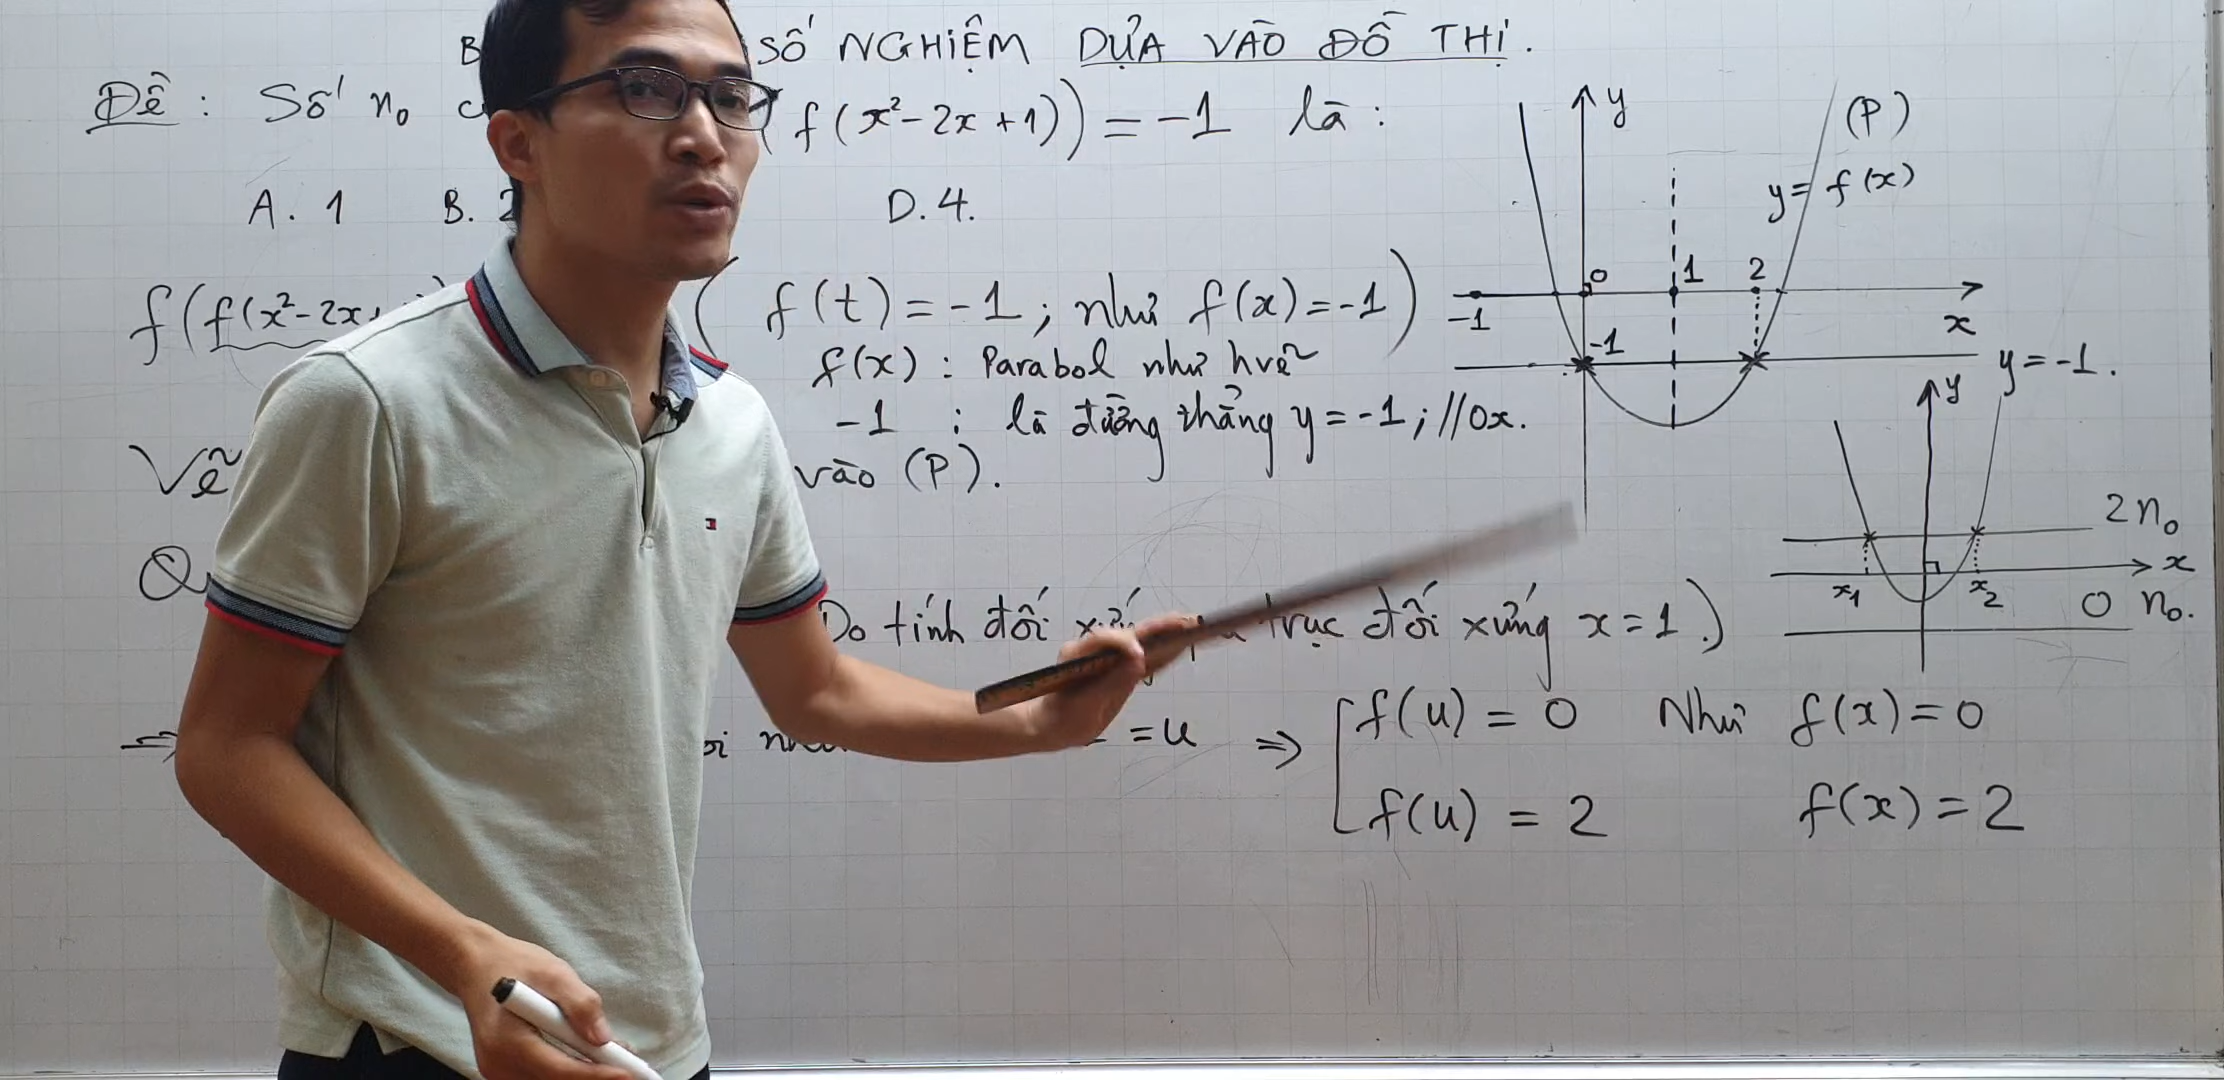 SỐ NGHIỆM DỰA VÀO ĐỒ THỊ.
Đề: Số n₀ f(x²-2x+1)) = -1 là:
A. 1 B. 2 D. 4.
(P)
y = f(x)
y
0 1 2
-1
x
-1
y = -1.
f(f(x²-2x ( f(t) = -1 ; như f(x) = -1 )
f(x) : Parabol như hvẽ
-1 : là đường thẳng y = -1 ; // 0x.
Vẽ vào (P).
y
2 n₀
x
x₁ x₂
0 n₀.
Do tính đối trục đối xứng x = 1.)
⇒ = u ⇒ [ f(u) = 0 Như f(x) = 0
f(u) = 2 f(x) = 2